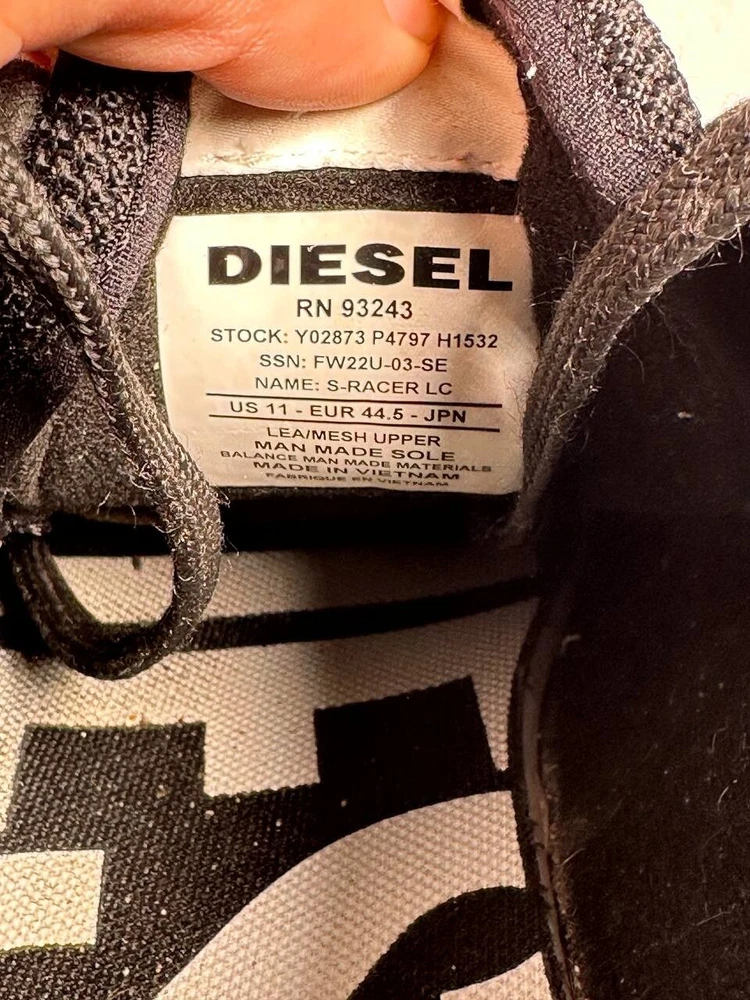 DIESEL
RN 93243
STOCK: Y02873 P4797 H1532
SSN: FW22U-03-SE
NAME: S-RACER LC
US 11 - EUR 44.5 - JPN
LEA/MESH UPPER
MAN MADE SOLE
BALANCE MAN MADE MATERIALS
MADE IN VIETNAM
FABRIQUE EN VIETNAM